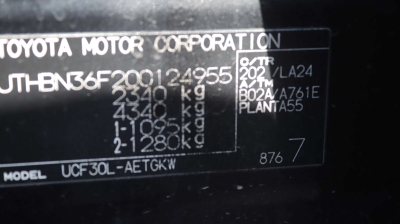 TOYOTA MOTOR CORPORATION
JTHBN36F200124955
2340 kg
4340 kg
1-1095 kg
2-1280 kg
C/TR
202 /LA24
A/TM
B02A/A761E
PLANTA55
MODEL UCF30L-AETGKW
876 7